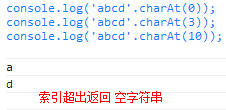 console.log('abcd'.charAt(0));
console.log('abcd'.charAt(3));
console.log('abcd'.charAt(10));
a
d
索引超出返回 空字符串